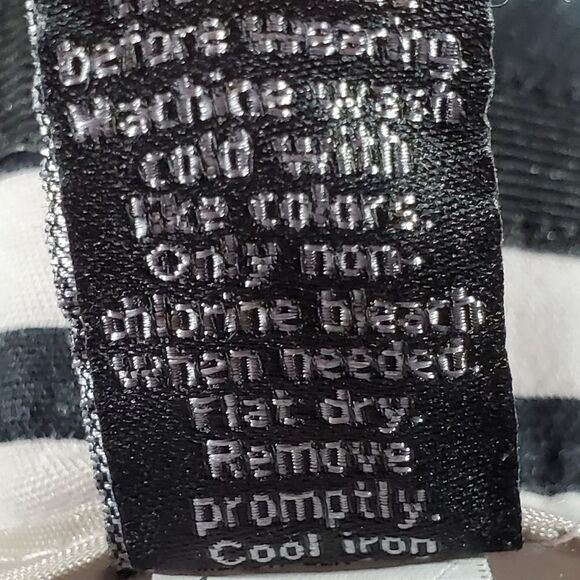 before wearing.
Machine wash
cold with
like colors.
Only non-
chlorine bleach
when needed.
Flat dry.
Remove
promptly.
Cool iron